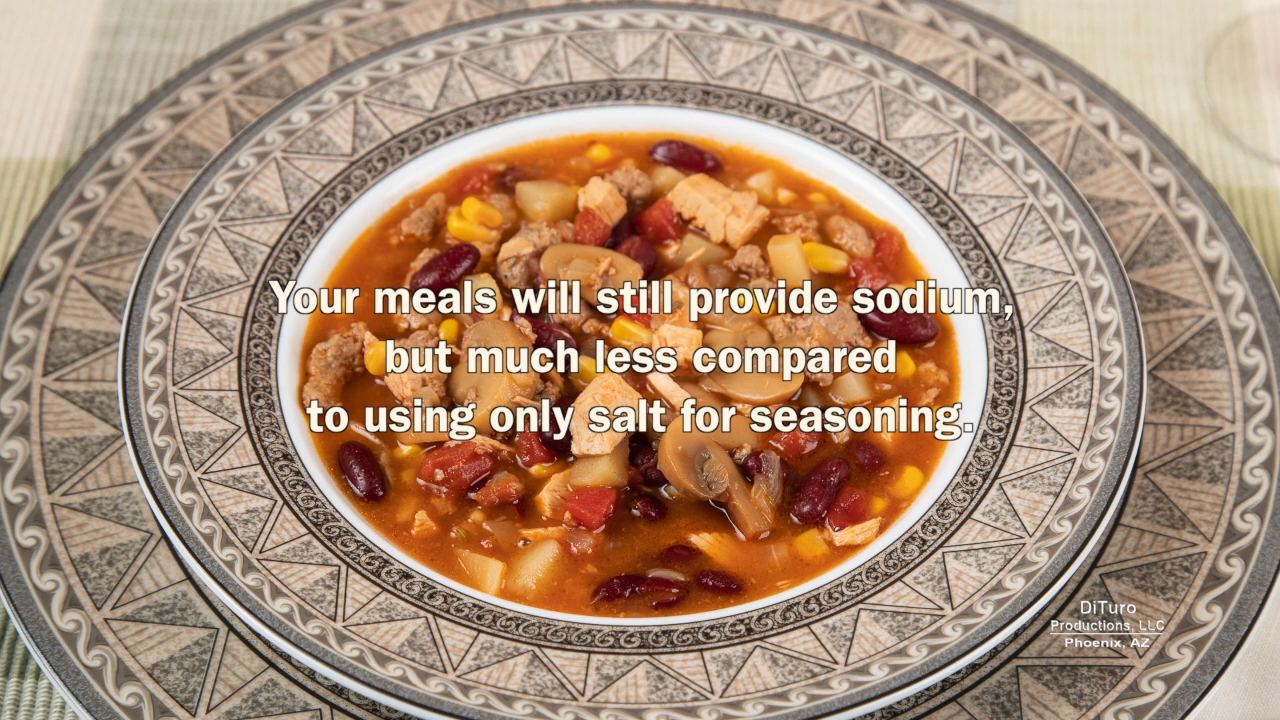 Your meals will still provide sodium,
but much less compared
to using only salt for seasoning.
DiTuro
Productions, LLC
Phoenix, AZ